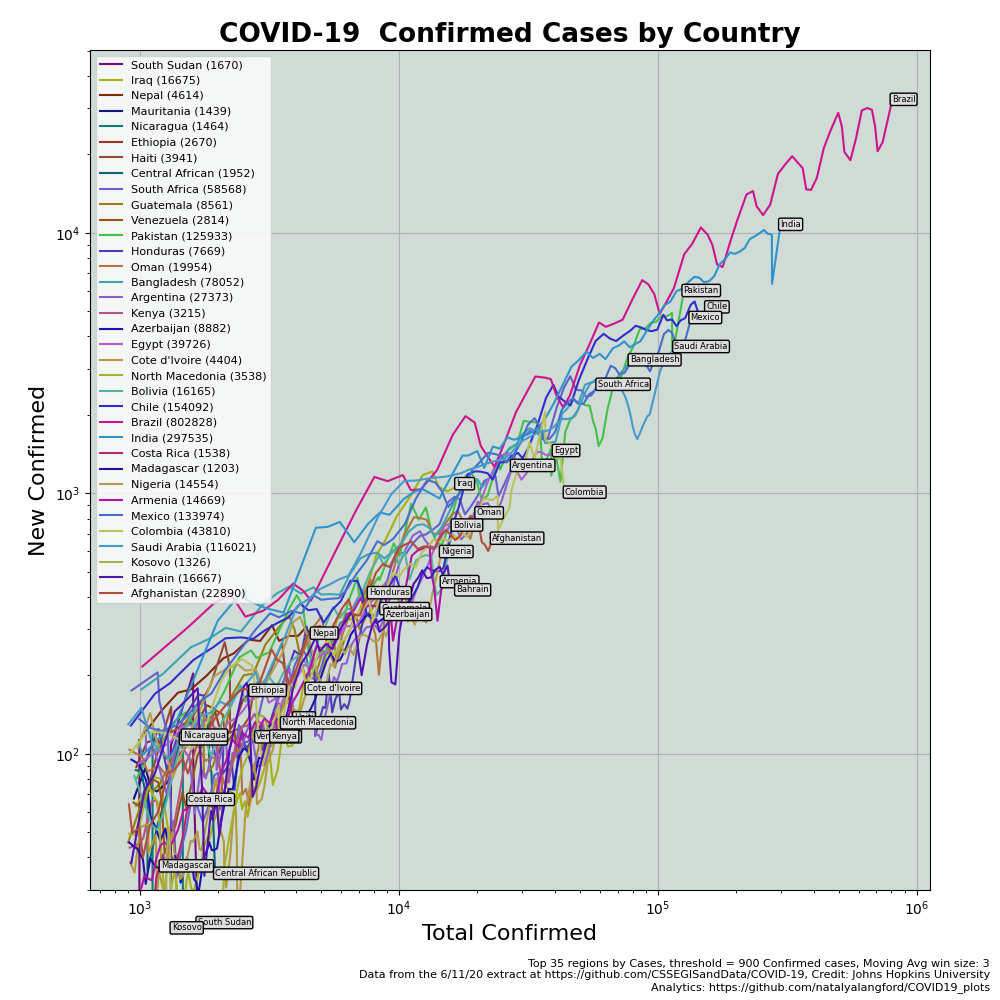 COVID-19  Confirmed Cases by Country
South Sudan (1670)
Iraq (16675)
Nepal (4614)
Mauritania (1439)
Nicaragua (1464)
Ethiopia (2670)
Haiti (3941)
Central African (1952)
South Africa (58568)
Guatemala (8561)
Venezuela (2814)
Pakistan (125933)
Honduras (7669)
Oman (19954)
Bangladesh (78052)
Argentina (27373)
Kenya (3215)
Azerbaijan (8882)
Egypt (39726)
Cote d'Ivoire (4404)
North Macedonia (3538)
Bolivia (16165)
Chile (154092)
Brazil (802828)
India (297535)
Costa Rica (1538)
Madagascar (1203)
Nigeria (14554)
Armenia (14669)
Mexico (133974)
Colombia (43810)
Saudi Arabia (116021)
Kosovo (1326)
Bahrain (16667)
Afghanistan (22890)
Brazil
India
Pakistan
Chile
Mexico
Saudi Arabia
Bangladesh
South Africa
Egypt
Argentina
Iraq
Colombia
Oman
Bolivia
Afghanistan
Nigeria
Armenia
Bahrain
Honduras
Guatemala
Azerbaijan
Nepal
Ethiopia
Cote d'Ivoire
North Macedonia
Nicaragua
Kenya
Costa Rica
Madagascar
Central African Republic
South Sudan
Kosovo
10⁴
10³
10²
New Confirmed
10³
10⁴
10⁵
10⁶
Total Confirmed
Top 35 regions by Cases, threshold = 900 Confirmed cases, Moving Avg win size: 3
Data from the 6/11/20 extract at https://github.com/CSSEGISandData/COVID-19, Credit: Johns Hopkins University
Analytics: https://github.com/natalyalangford/COVID19_plots